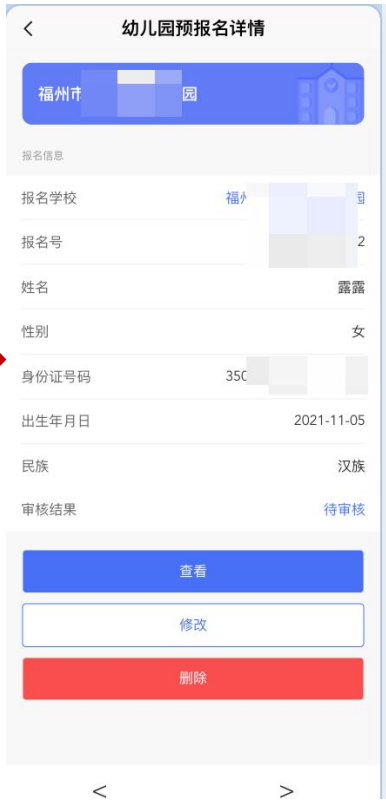 < 幼儿园预报名详情
福州市 园
报名信息
报名学校 福州 园
报名号 2
姓名 露露
性别 女
身份证号码 350
出生年月日 2021-11-05
民族 汉族
审核结果 待审核
查看
修改
删除
< >